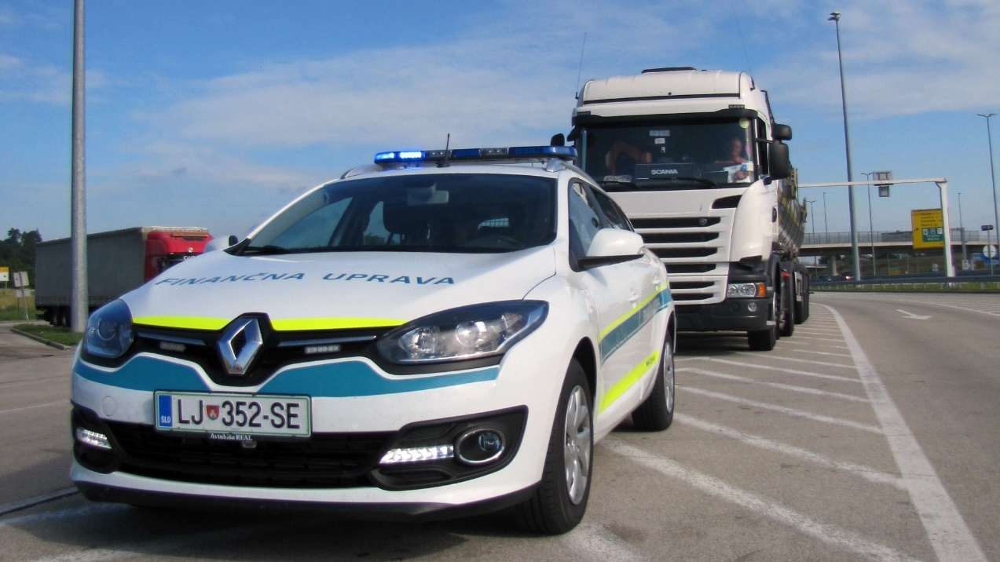 SCANIA
FINANČNA UPRAVA
SLO LJ 352-SE
Avtohiša REAL